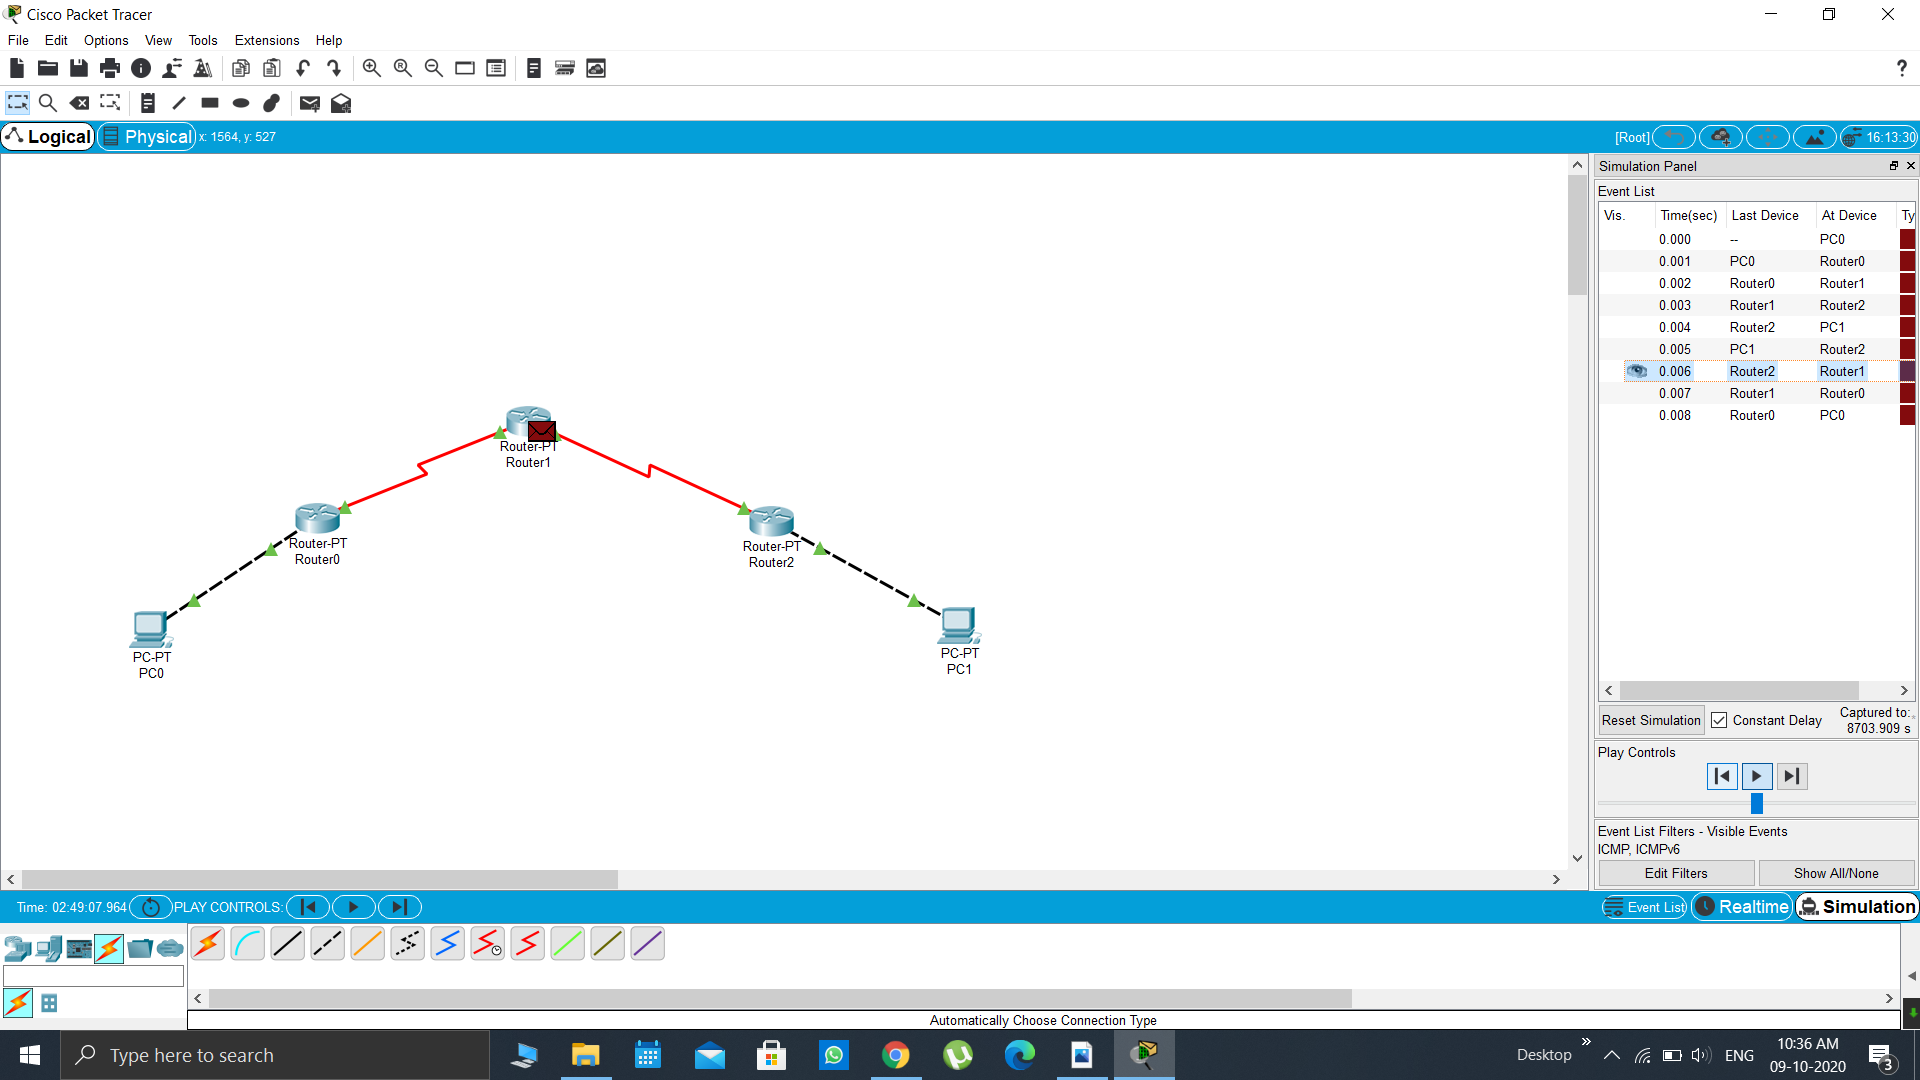 Cisco Packet Tracer
File Edit Options View Tools Extensions Help
Logical Physical x: 1564, y: 527 [Root] 16:13:30
Simulation Panel
Event List
Vis. Time(sec) Last Device At Device Ty
0.000 -- PC0
0.001 PC0 Router0
0.002 Router0 Router1
0.003 Router1 Router2
0.004 Router2 PC1
0.005 PC1 Router2
0.006 Router2 Router1
0.007 Router1 Router0
0.008 Router0 PC0
Router-PT
Router1
Router-PT
Router0
Router-PT
Router2
PC-PT
PC0
PC-PT
PC1
Reset Simulation Constant Delay Captured to:
8703.909 s
Play Controls
Event List Filters - Visible Events
ICMP, ICMPv6
Edit Filters Show All/None
Time: 02:49:07.964 PLAY CONTROLS: Event List Realtime Simulation
Automatically Choose Connection Type
Type here to search
Desktop ENG
10:36 AM
09-10-2020
3